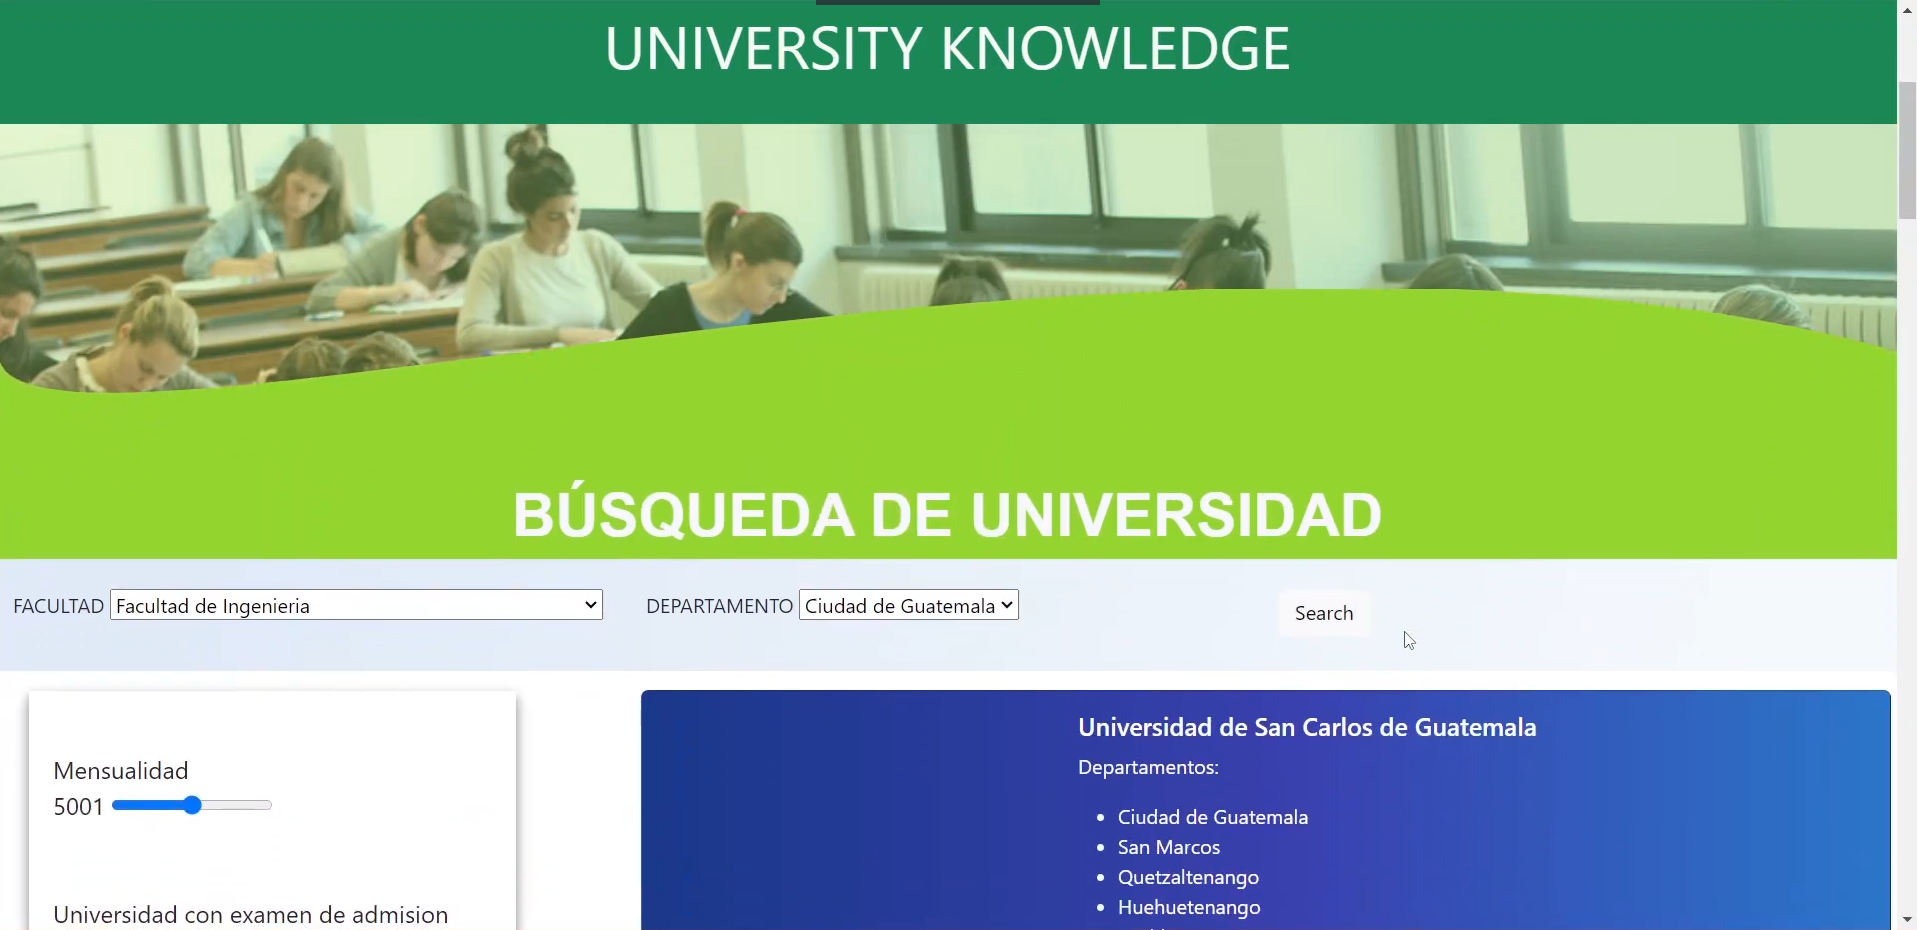 UNIVERSITY KNOWLEDGE
BÚSQUEDA DE UNIVERSIDAD
FACULTAD Facultad de Ingenieria DEPARTAMENTO Ciudad de Guatemala Search
Mensualidad
5001
Universidad con examen de admision
Universidad de San Carlos de Guatemala
Departamentos:
• Ciudad de Guatemala
• San Marcos
• Quetzaltenango
• Huehuetenango